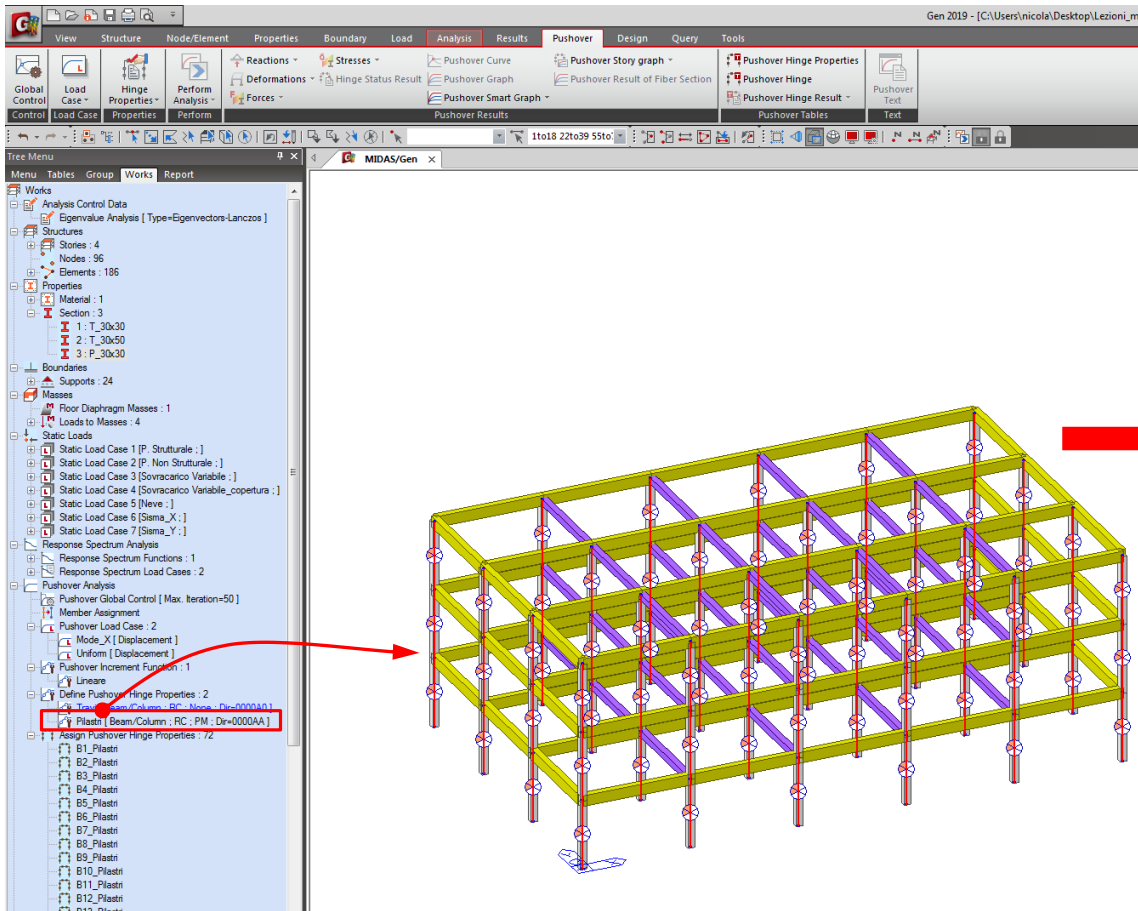 Gen 2019 - [C:\Users\nicola\Desktop\Lezioni_m
View Structure Node/Element Properties Boundary Load Analysis Results Pushover Design Query Tools
Global Control
Load Case
Hinge Properties
Perform Analysis
Reactions
Deformations
Forces
Stresses
Hinge Status Result
Pushover Curve
Pushover Graph
Pushover Smart Graph
Pushover Story graph
Pushover Result of Fiber Section
Pushover Hinge Properties
Pushover Hinge
Pushover Hinge Result
Pushover Text
Control Load Case Properties Perform Pushover Results Pushover Tables Text
1to18 22to39 55to
Tree Menu
MIDAS/Gen
Menu Tables Group Works Report
Works
Analysis Control Data
Eigenvalue Analysis [ Type=Eigenvectors-Lanczos ]
Structures
Stories : 4
Nodes : 96
Elements : 186
Properties
Material : 1
Section : 3
1 : T_30x30
2 : T_30x50
3 : P_30x30
Boundaries
Supports : 24
Masses
Floor Diaphragm Masses : 1
Loads to Masses : 4
Static Loads
Static Load Case 1 [P. Strutturale ; ]
Static Load Case 2 [P. Non Strutturale ; ]
Static Load Case 3 [Sovracarico Variabile ; ]
Static Load Case 4 [Sovracarico Variabile_copertura ; ]
Static Load Case 5 [Neve ; ]
Static Load Case 6 [Sisma_X ; ]
Static Load Case 7 [Sisma_Y ; ]
Response Spectrum Analysis
Response Spectrum Functions : 1
Response Spectrum Load Cases : 2
Pushover Analysis
Pushover Global Control [ Max. Iteration=50 ]
Member Assignment
Pushover Load Case : 2
Mode_X [ Displacement ]
Uniform [ Displacement ]
Pushover Increment Function : 1
Lineare
Define Pushover Hinge Properties : 2
Travi [ Beam/Column ; RC ; None ; Dir=0000A0 ]
Pilastri [ Beam/Column ; RC ; PM ; Dir=0000AA ]
Assign Pushover Hinge Properties : 72
B1_Pilastri
B2_Pilastri
B3_Pilastri
B4_Pilastri
B5_Pilastri
B6_Pilastri
B7_Pilastri
B8_Pilastri
B9_Pilastri
B10_Pilastri
B11_Pilastri
B12_Pilastri
B13_Pilastri